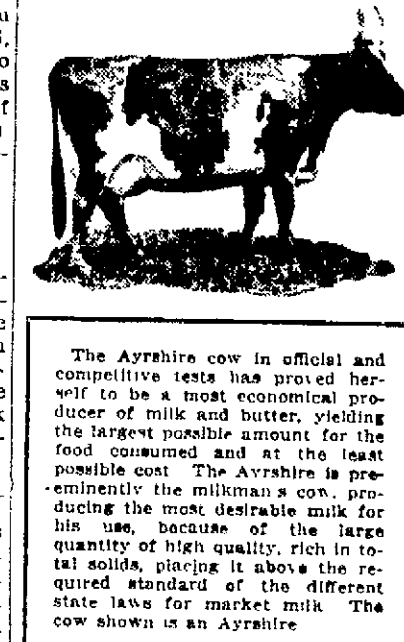 The Ayrshire cow in official and
competitive tests has proved her-
self to be a most economical pro-
ducer of milk and butter, yielding
the largest possible amount for the
food consumed and at the least
possible cost The Ayrshire is pre-
eminently the milkman s cow, pro-
ducing the most desirable milk for
his use, because of the large
quantity of high quality, rich in to-
tal solids, placing it above the re-
quired standard of the different
state laws for market milk The
cow shown is an Ayrshire